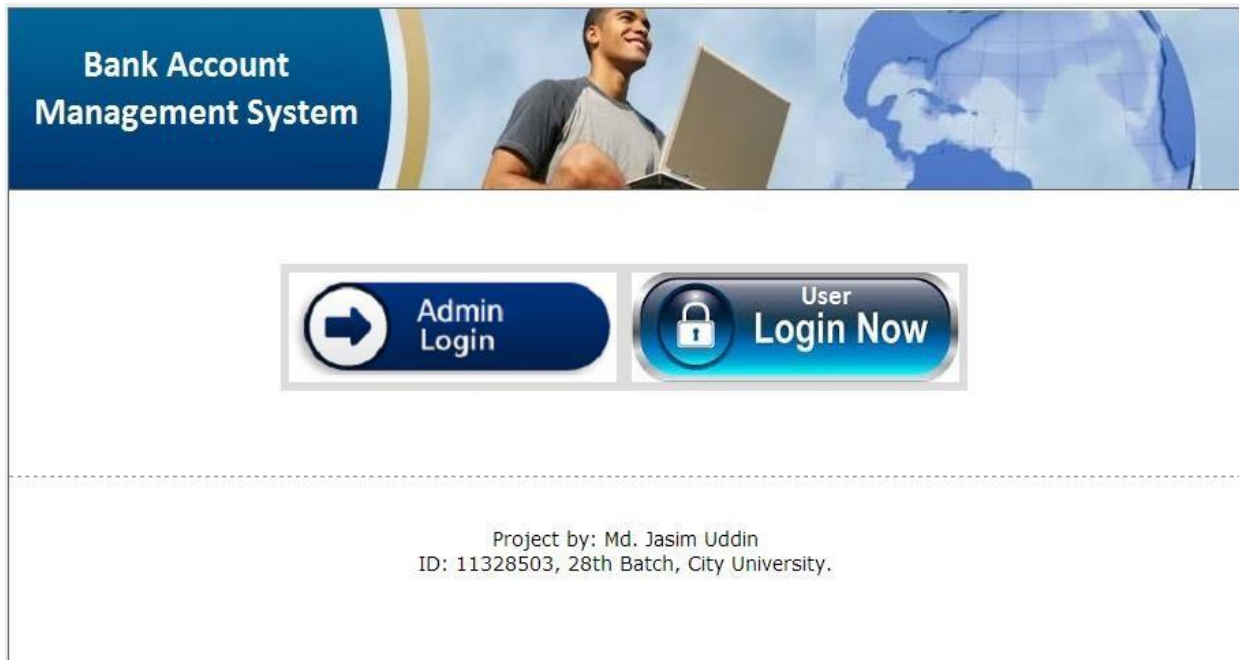 Bank Account
Management System
Admin
Login
User
Login Now
Project by: Md. Jasim Uddin
ID: 11328503, 28th Batch, City University.